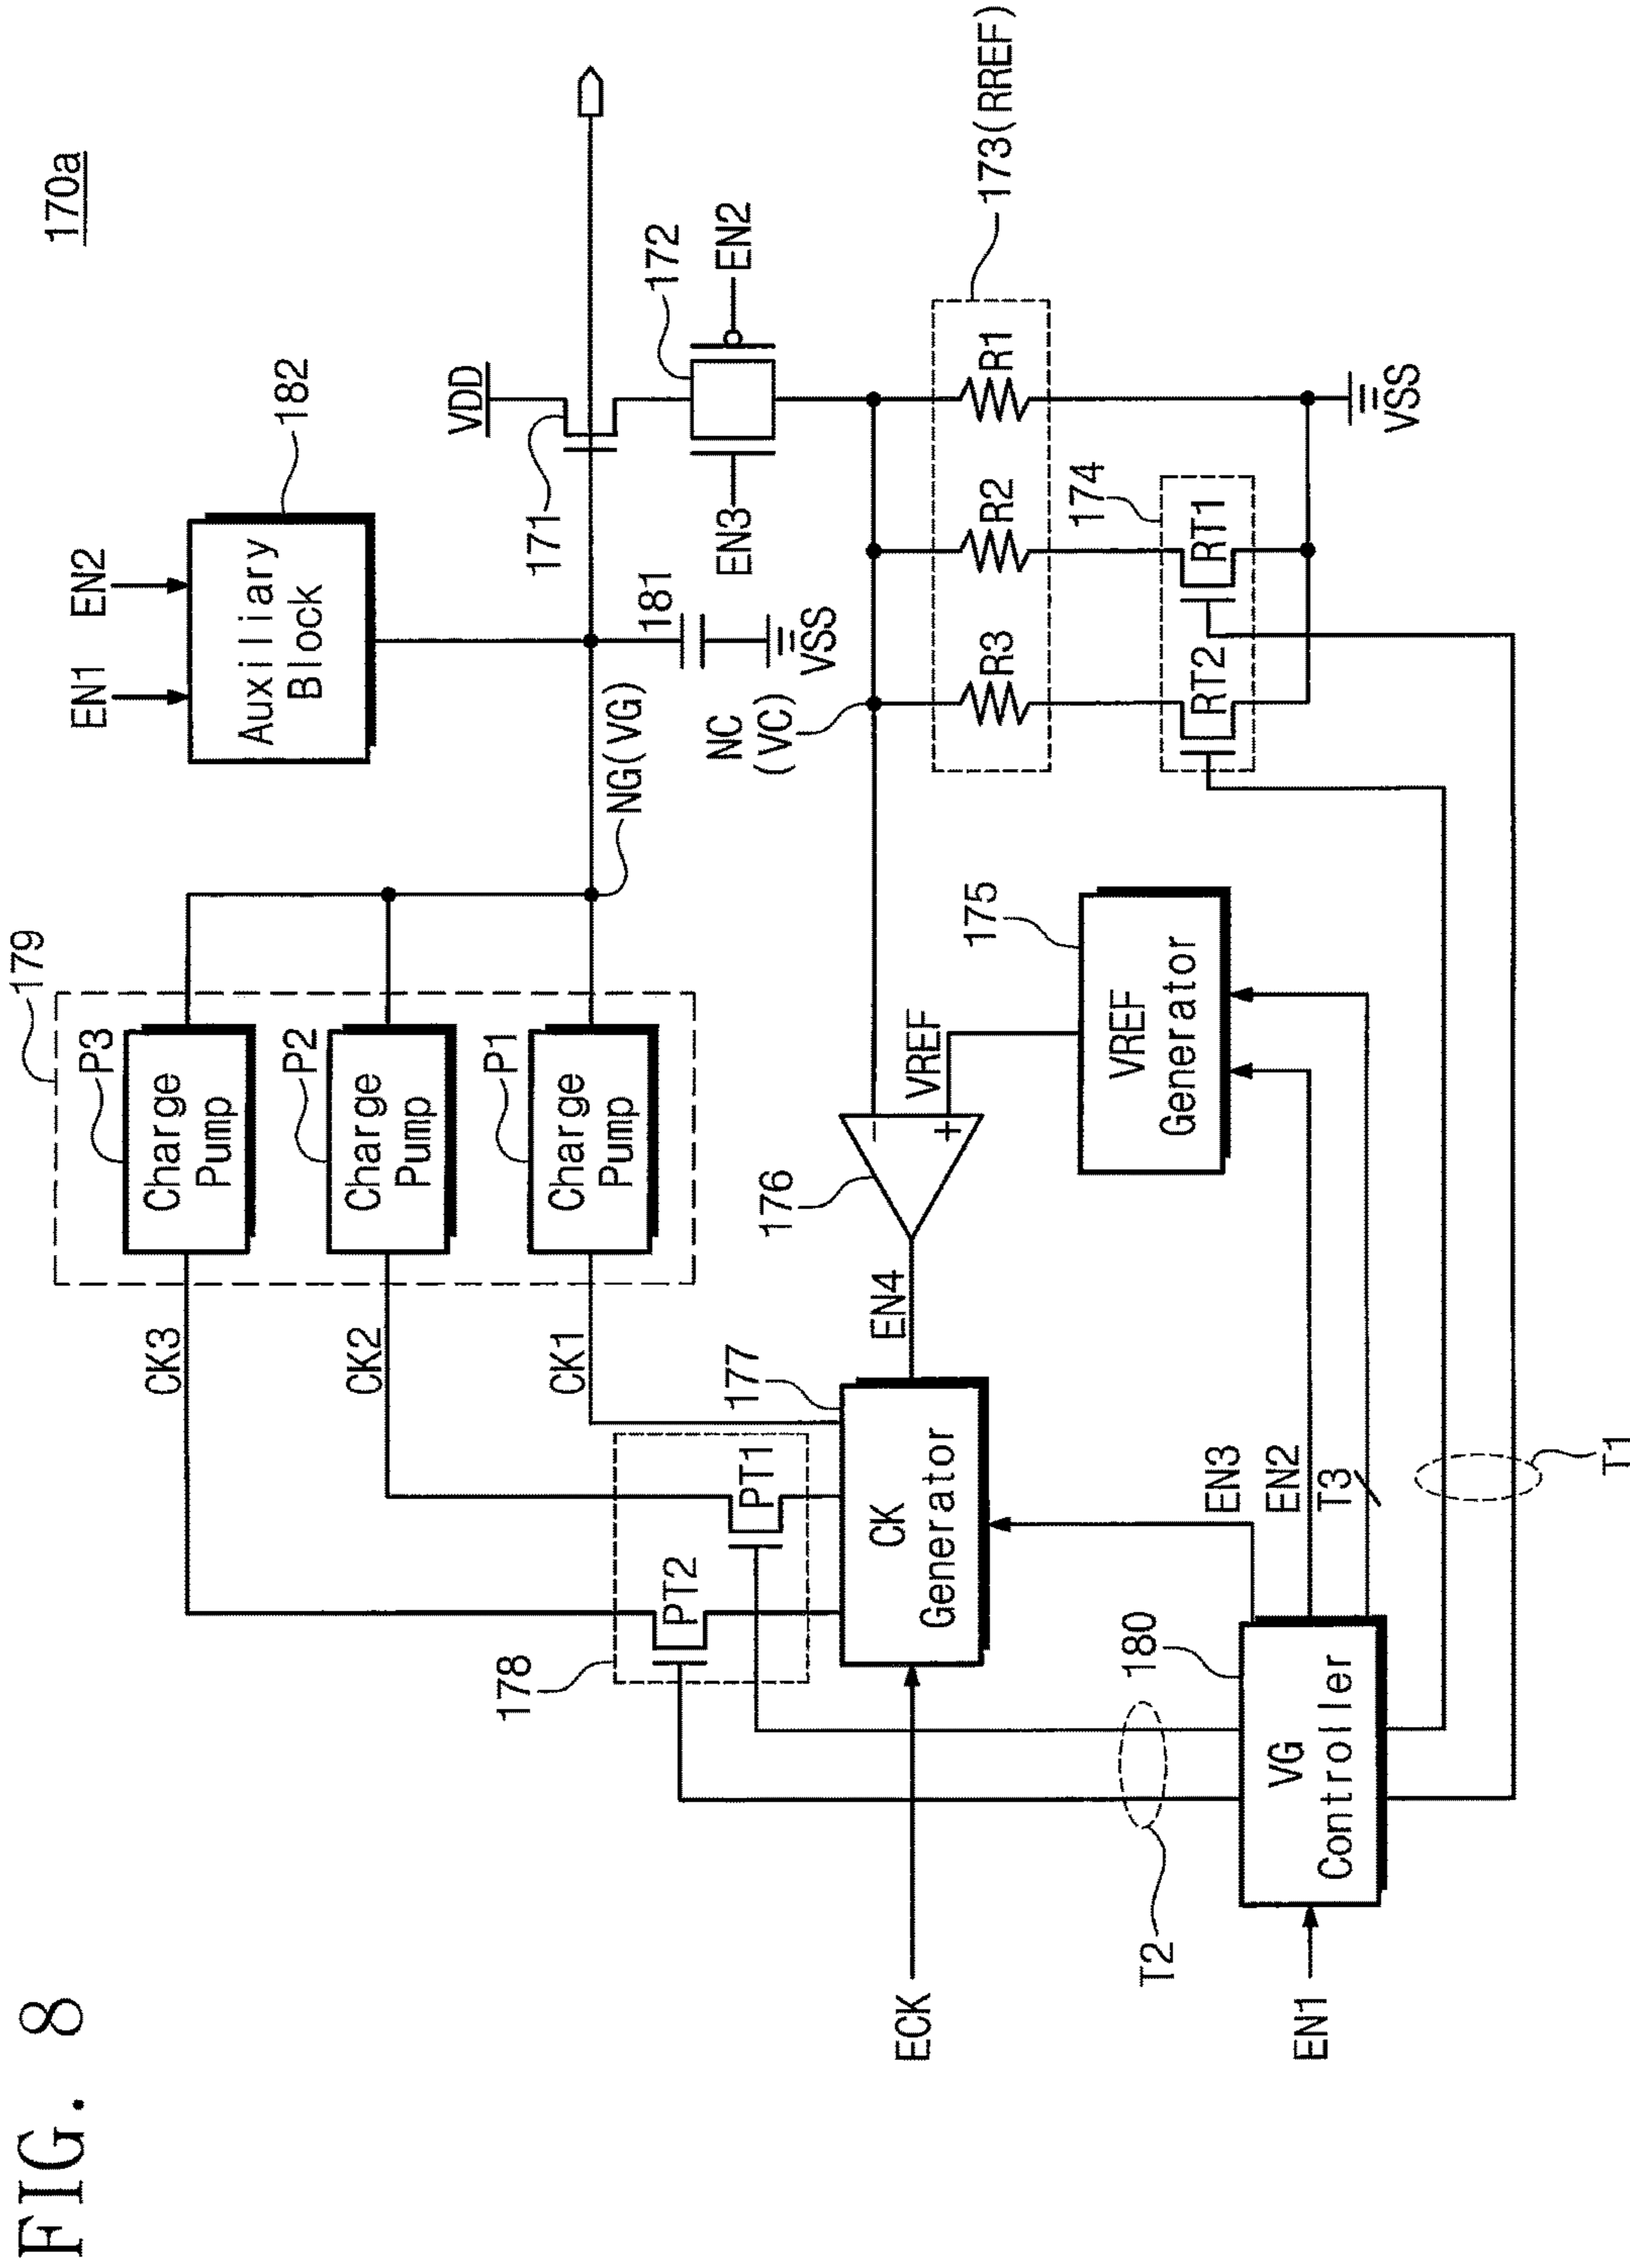 FIG. 8
170a
179
P3
Charge
Pump
CK3
P2
Charge
Pump
CK2
P1
Charge
Pump
CK1
EN1
EN2
Auxiliary
Block
182
VDD
171
NG(VG)
181
VSS
EN3
172
EN2
178
PT2
PT1
177
CK
Generator
ECK
EN4
176
-
+
VREF
NC
(VC)
173(RREF)
R3
R2
R1
174
RT2
RT1
VSS
175
VREF
Generator
T2
180
VG
Controller
EN1
EN3
EN2
T3
T1